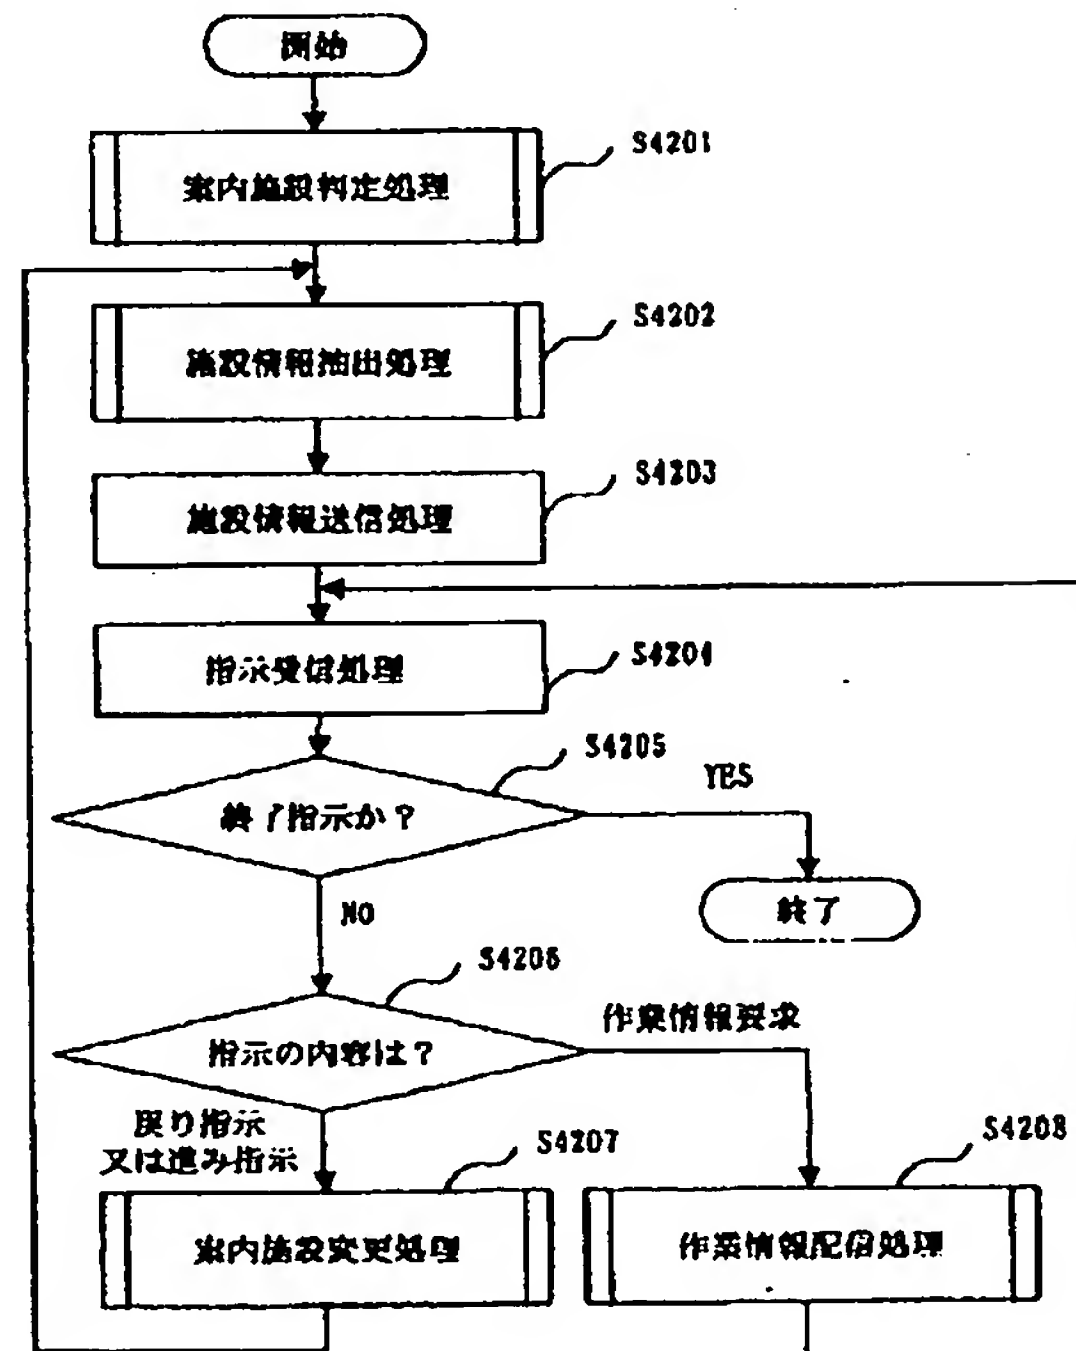 開始
案内施設判定処理
S4201
施設情報抽出処理
S4202
施設情報送信処理
S4203
指示受信処理
S4204
終了指示か？
S4205
YES
終了
NO
指示の内容は？
S4206
作業情報要求
戻り指示
又は進み指示
案内施設変更処理
S4207
作業情報配信処理
S4208